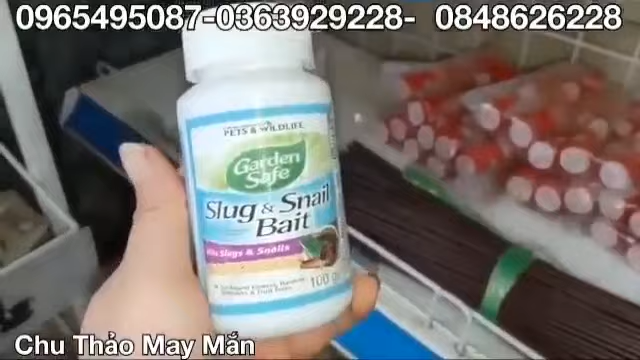 0965495087-0363929228- 0848626228
PETS & WILDLIFE
Garden
Safe
Slug & Snail
Bait
Kills Slugs & Snails
100 g
Chu Thảo May Mắn